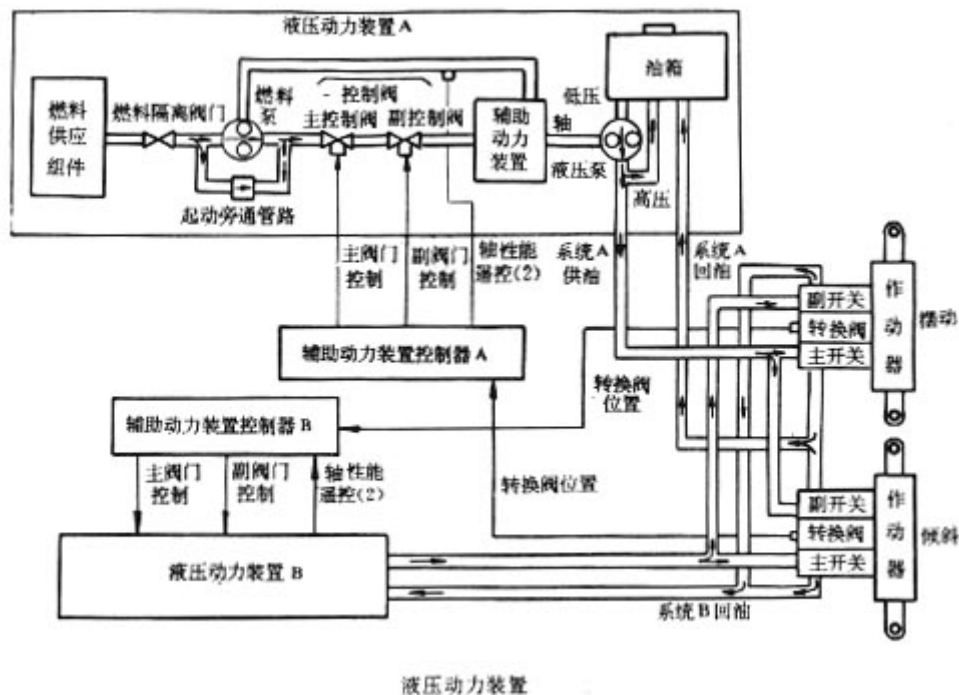 液压动力装置A
油箱
燃料
供应
组件
燃料隔离阀门
燃料
泵
控制阀
主控制阀
副控制阀
辅助
动力
装置
轴
低压
液压泵
高压
起动旁通管路
主阀门
控制
副阀门
控制
轴性能
遥控(2)
系统A
供油
系统A
回油
副开关
转换阀
主开关
作
动
器
摆动
辅助动力装置控制器A
转换阀
位置
辅助动力装置控制器B
主阀门
控制
副阀门
控制
轴性能
遥控(2)
转换阀位置
副开关
转换阀
主开关
作
动
器
倾斜
液压动力装置B
系统B回油
液压动力装置